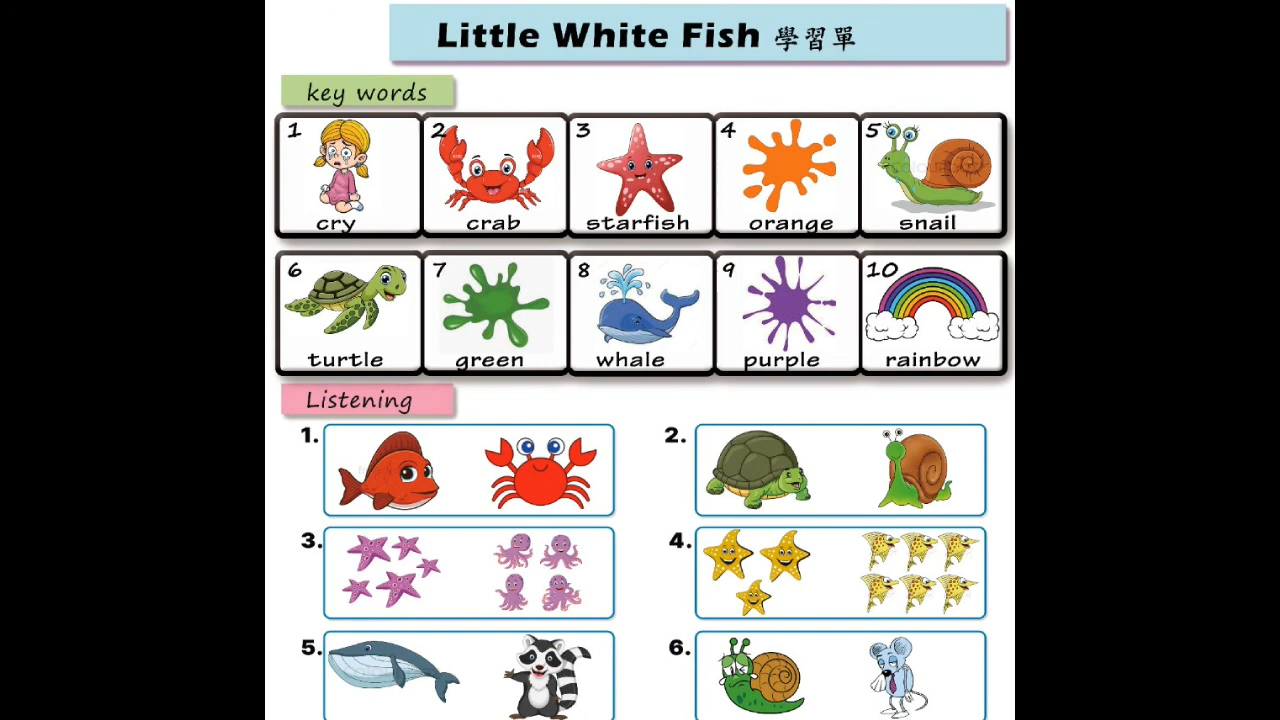 Little White Fish 學習單
key words
1 2 3 4 5
cry crab starfish orange snail
6 7 8 9 10
turtle green whale purple rainbow
Listening
1. 2.
3. 4.
5. 6.